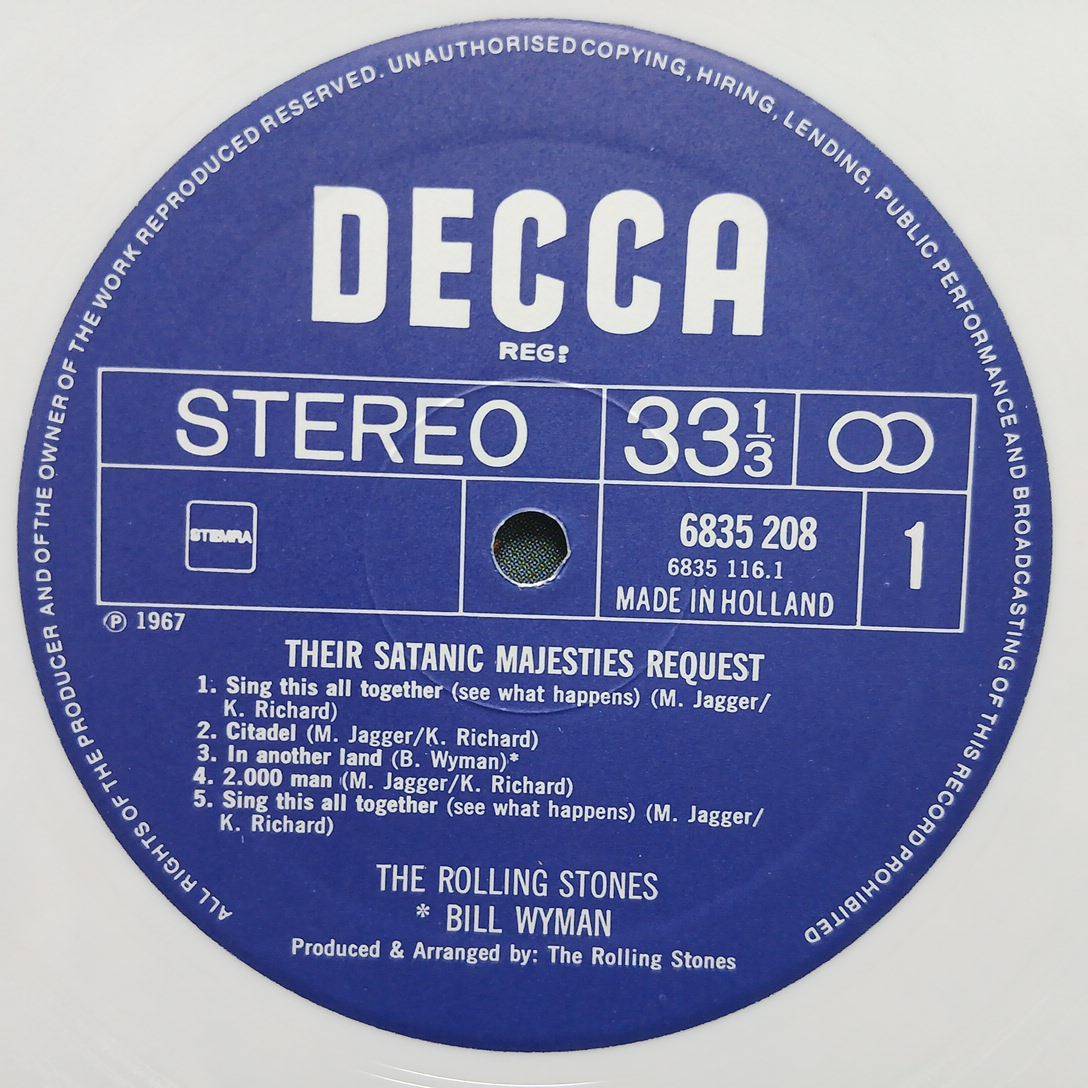 ALL RIGHTS OF THE PRODUCER AND OF THE OWNER OF THE WORK REPRODUCED RESERVED. UNAUTHORISED COPYING, HIRING, LENDING, PUBLIC PERFORMANCE AND BROADCASTING OF THIS RECORD PROHIBITED
DECCA
REG:
STEREO 33 1/3
STEMRA
6835 208
6835 116.1
MADE IN HOLLAND
1
℗ 1967
THEIR SATANIC MAJESTIES REQUEST
1. Sing this all together (see what happens) (M. Jagger/
K. Richard)
2. Citadel (M. Jagger/K. Richard)
3. In another land (B. Wyman)*
4. 2.000 man (M. Jagger/K. Richard)
5. Sing this all together (see what happens) (M. Jagger/
K. Richard)
THE ROLLING STONES
* BILL WYMAN
Produced & Arranged by: The Rolling Stones